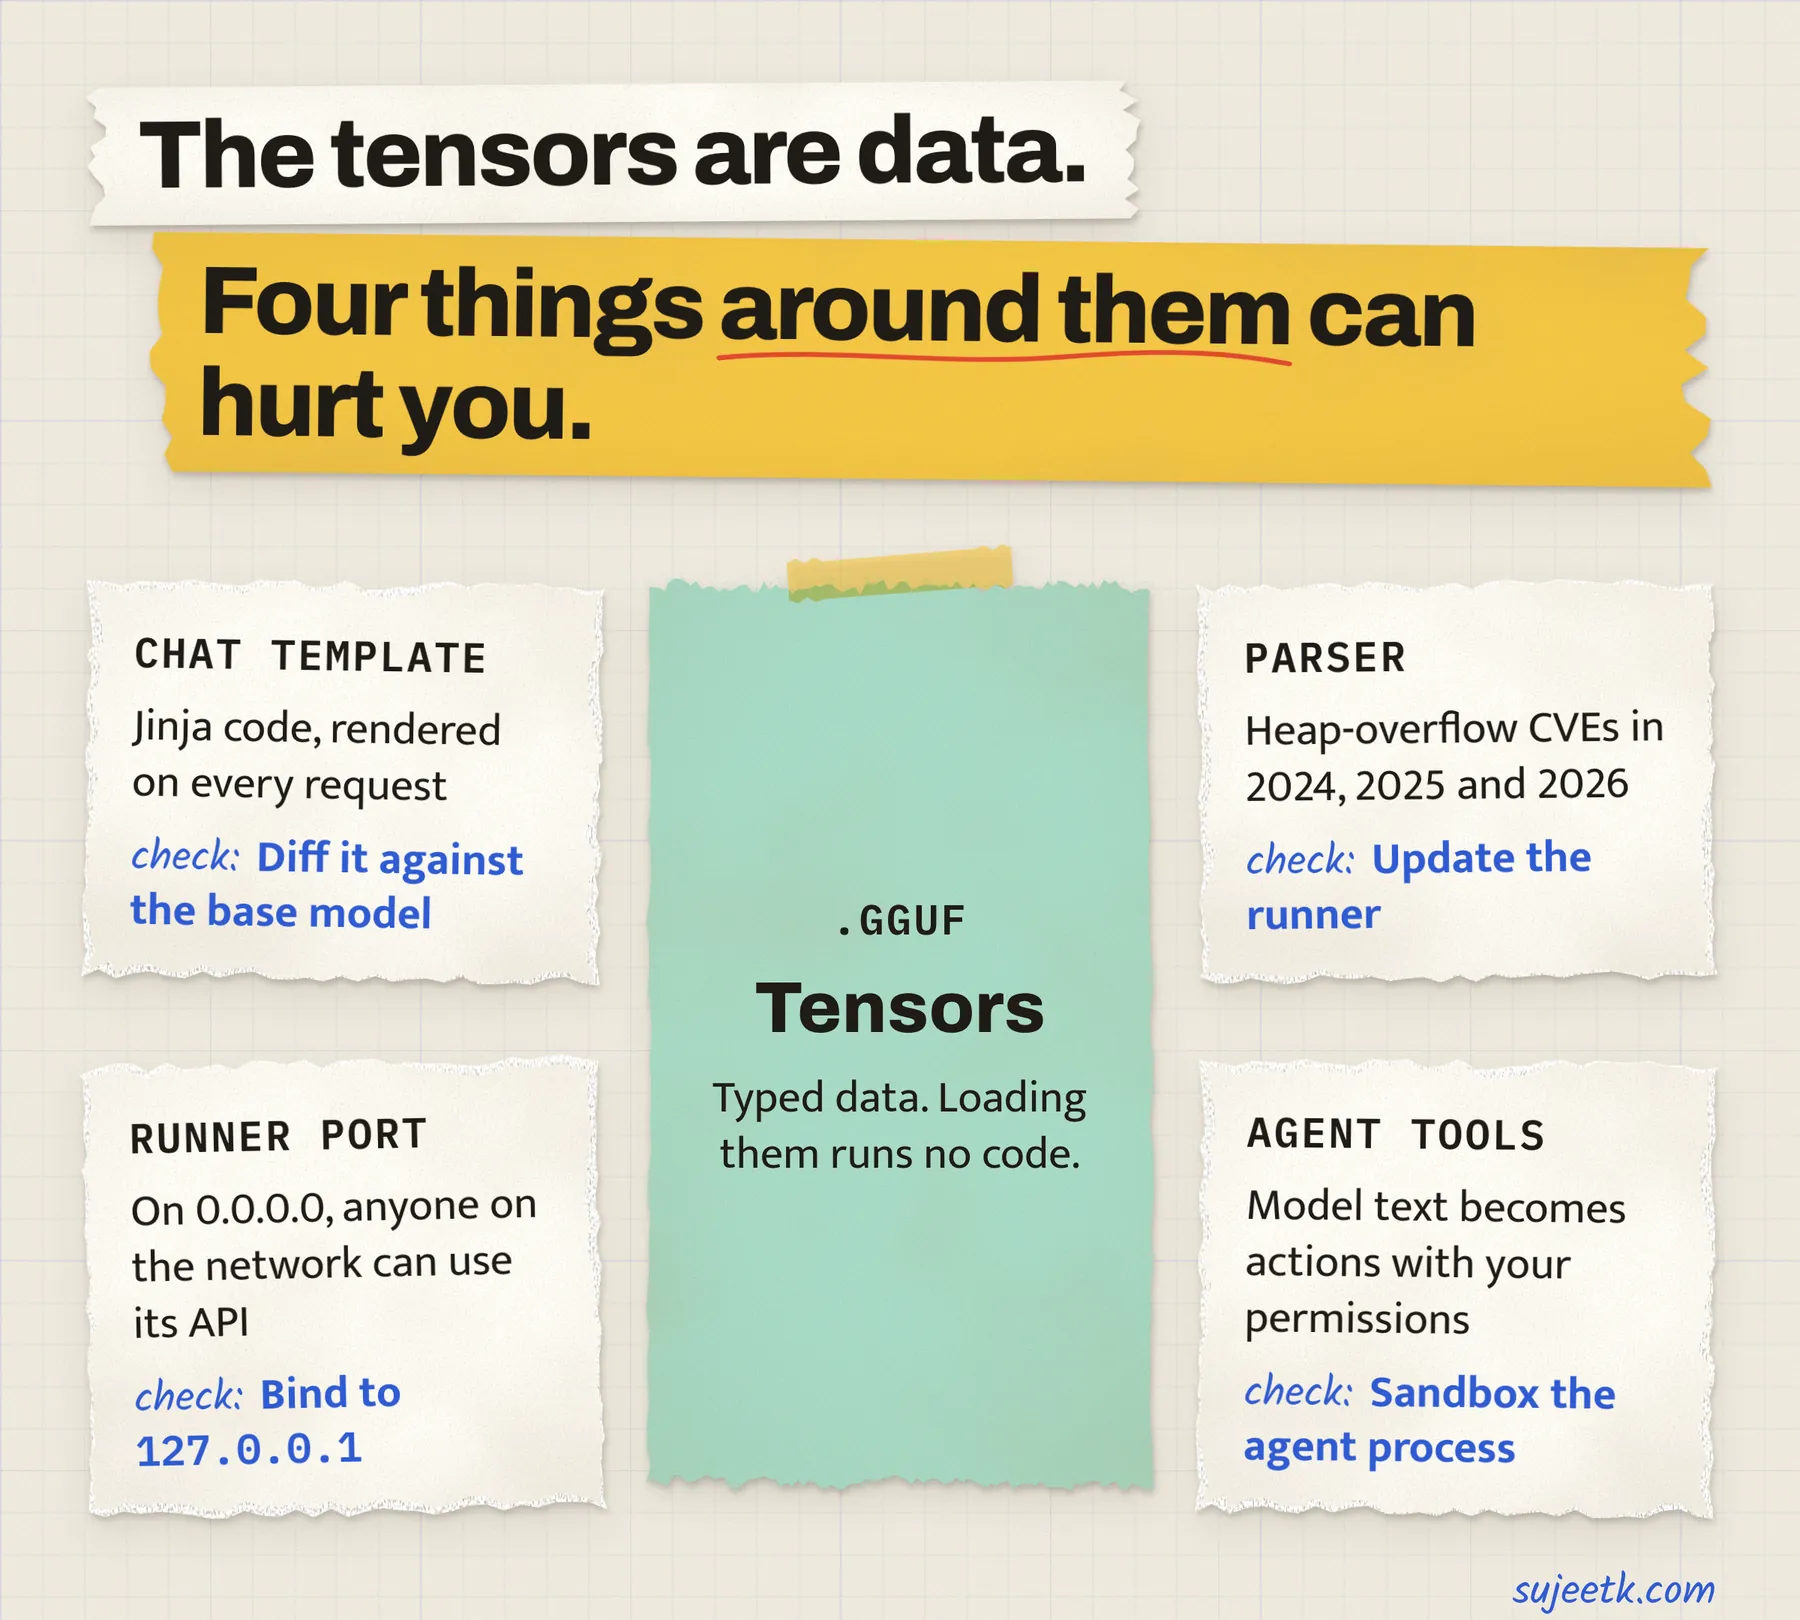 The tensors are data.
Four things around them can
hurt you.
CHAT TEMPLATE
Jinja code, rendered
on every request
check: Diff it against
the base model
RUNNER PORT
On 0.0.0.0, anyone on
the network can use
its API
check: Bind to
127.0.0.1
.GGUF
Tensors
Typed data. Loading
them runs no code.
PARSER
Heap-overflow CVEs in
2024, 2025 and 2026
check: Update the
runner
AGENT TOOLS
Model text becomes
actions with your
permissions
check: Sandbox the
agent process
sujeetk.com